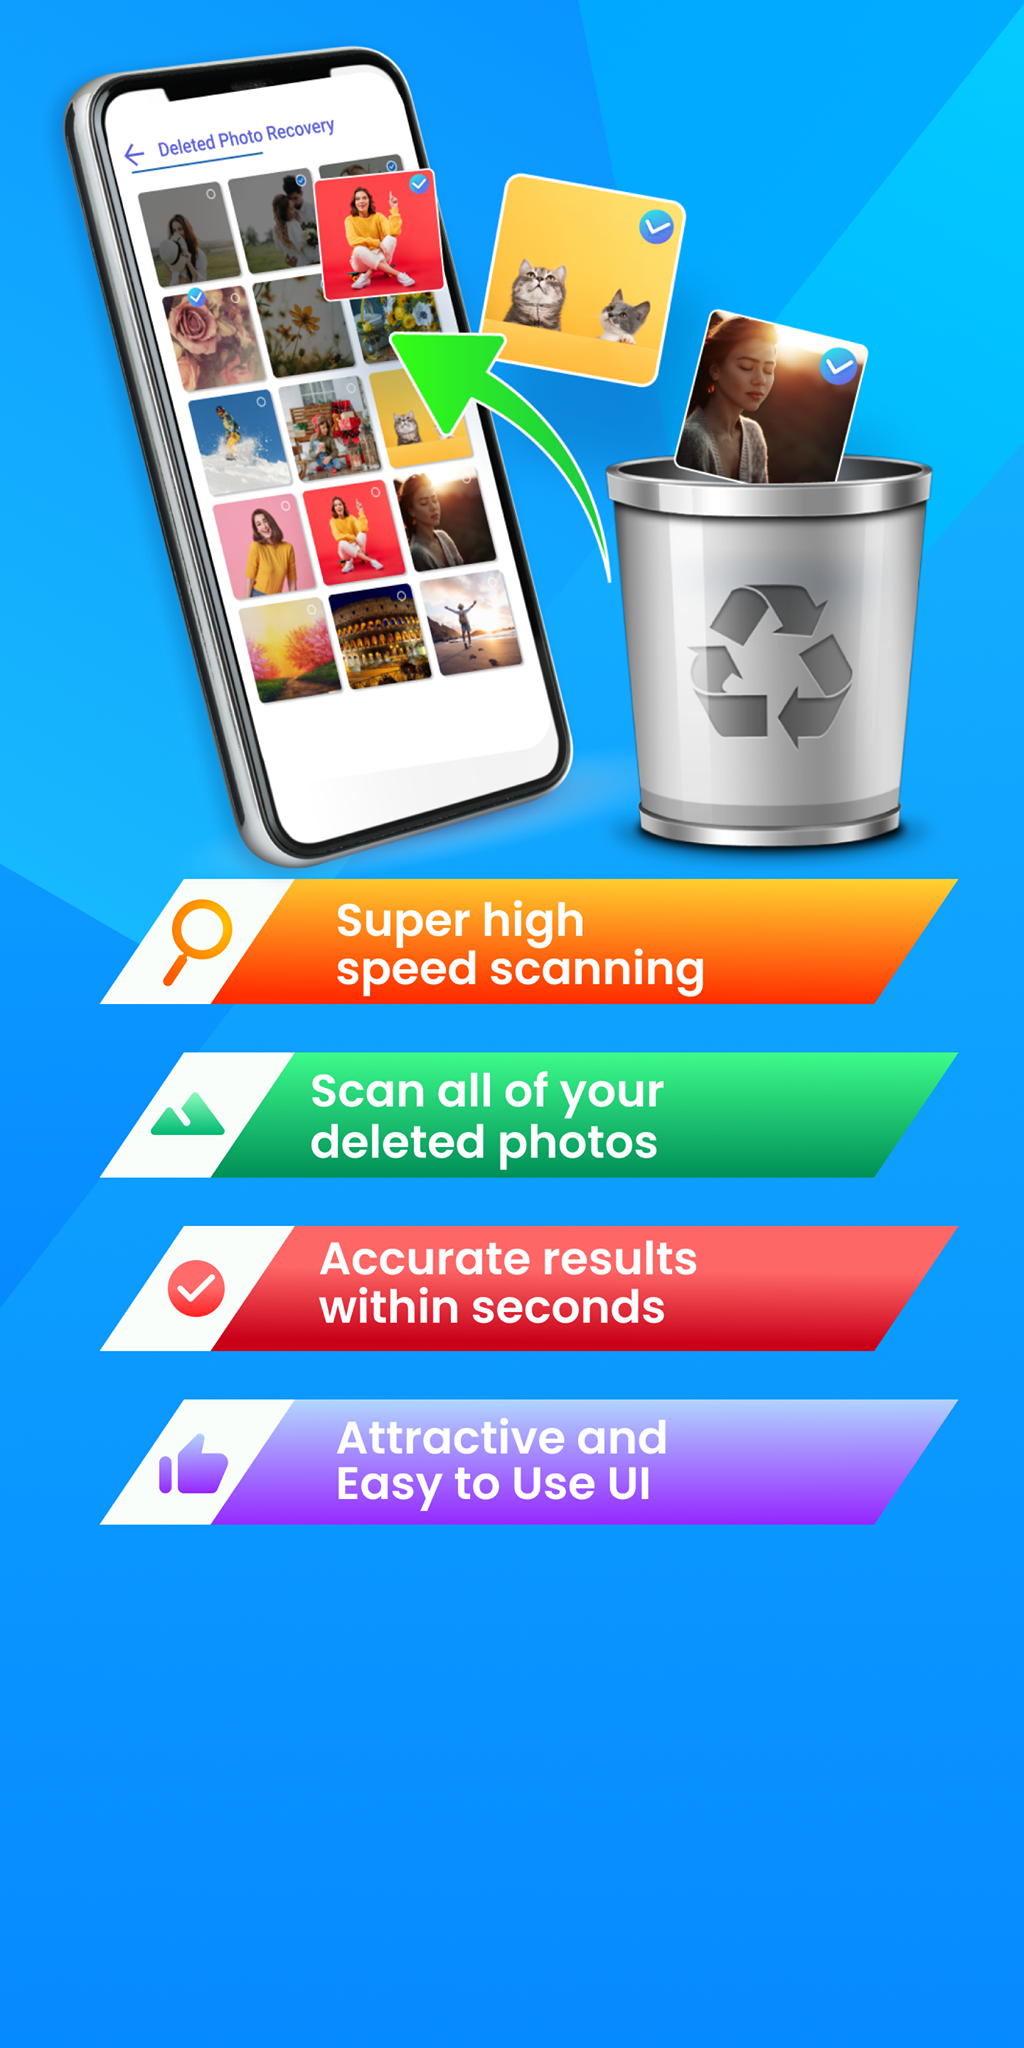 Deleted Photo Recovery
Super high
speed scanning
Scan all of your
deleted photos
Accurate results
within seconds
Attractive and
Easy to Use UI